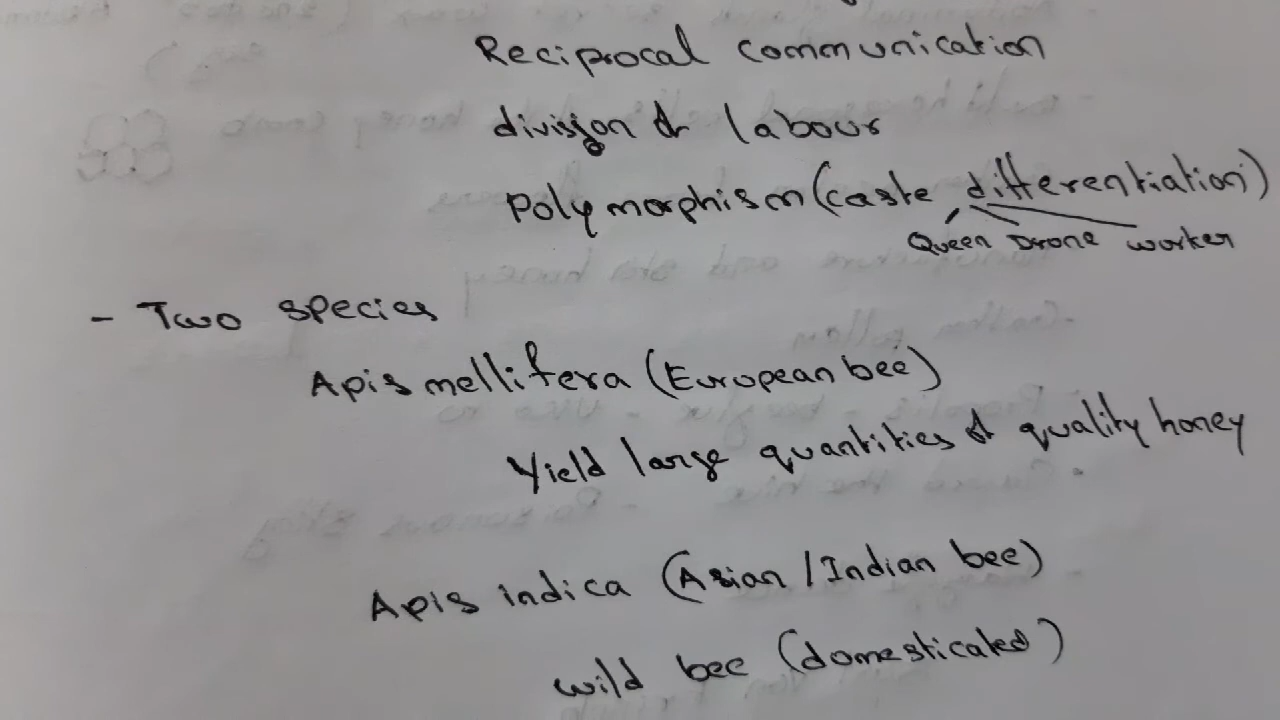 Reciprocal communication
division of labour
Polymorphism (caste differentiation)
Queen Drone worker
- Two species
Apis mellifera (European bee)
Yield large quantities of quality honey
Apis indica (Asian / Indian bee)
wild bee (domesticated)